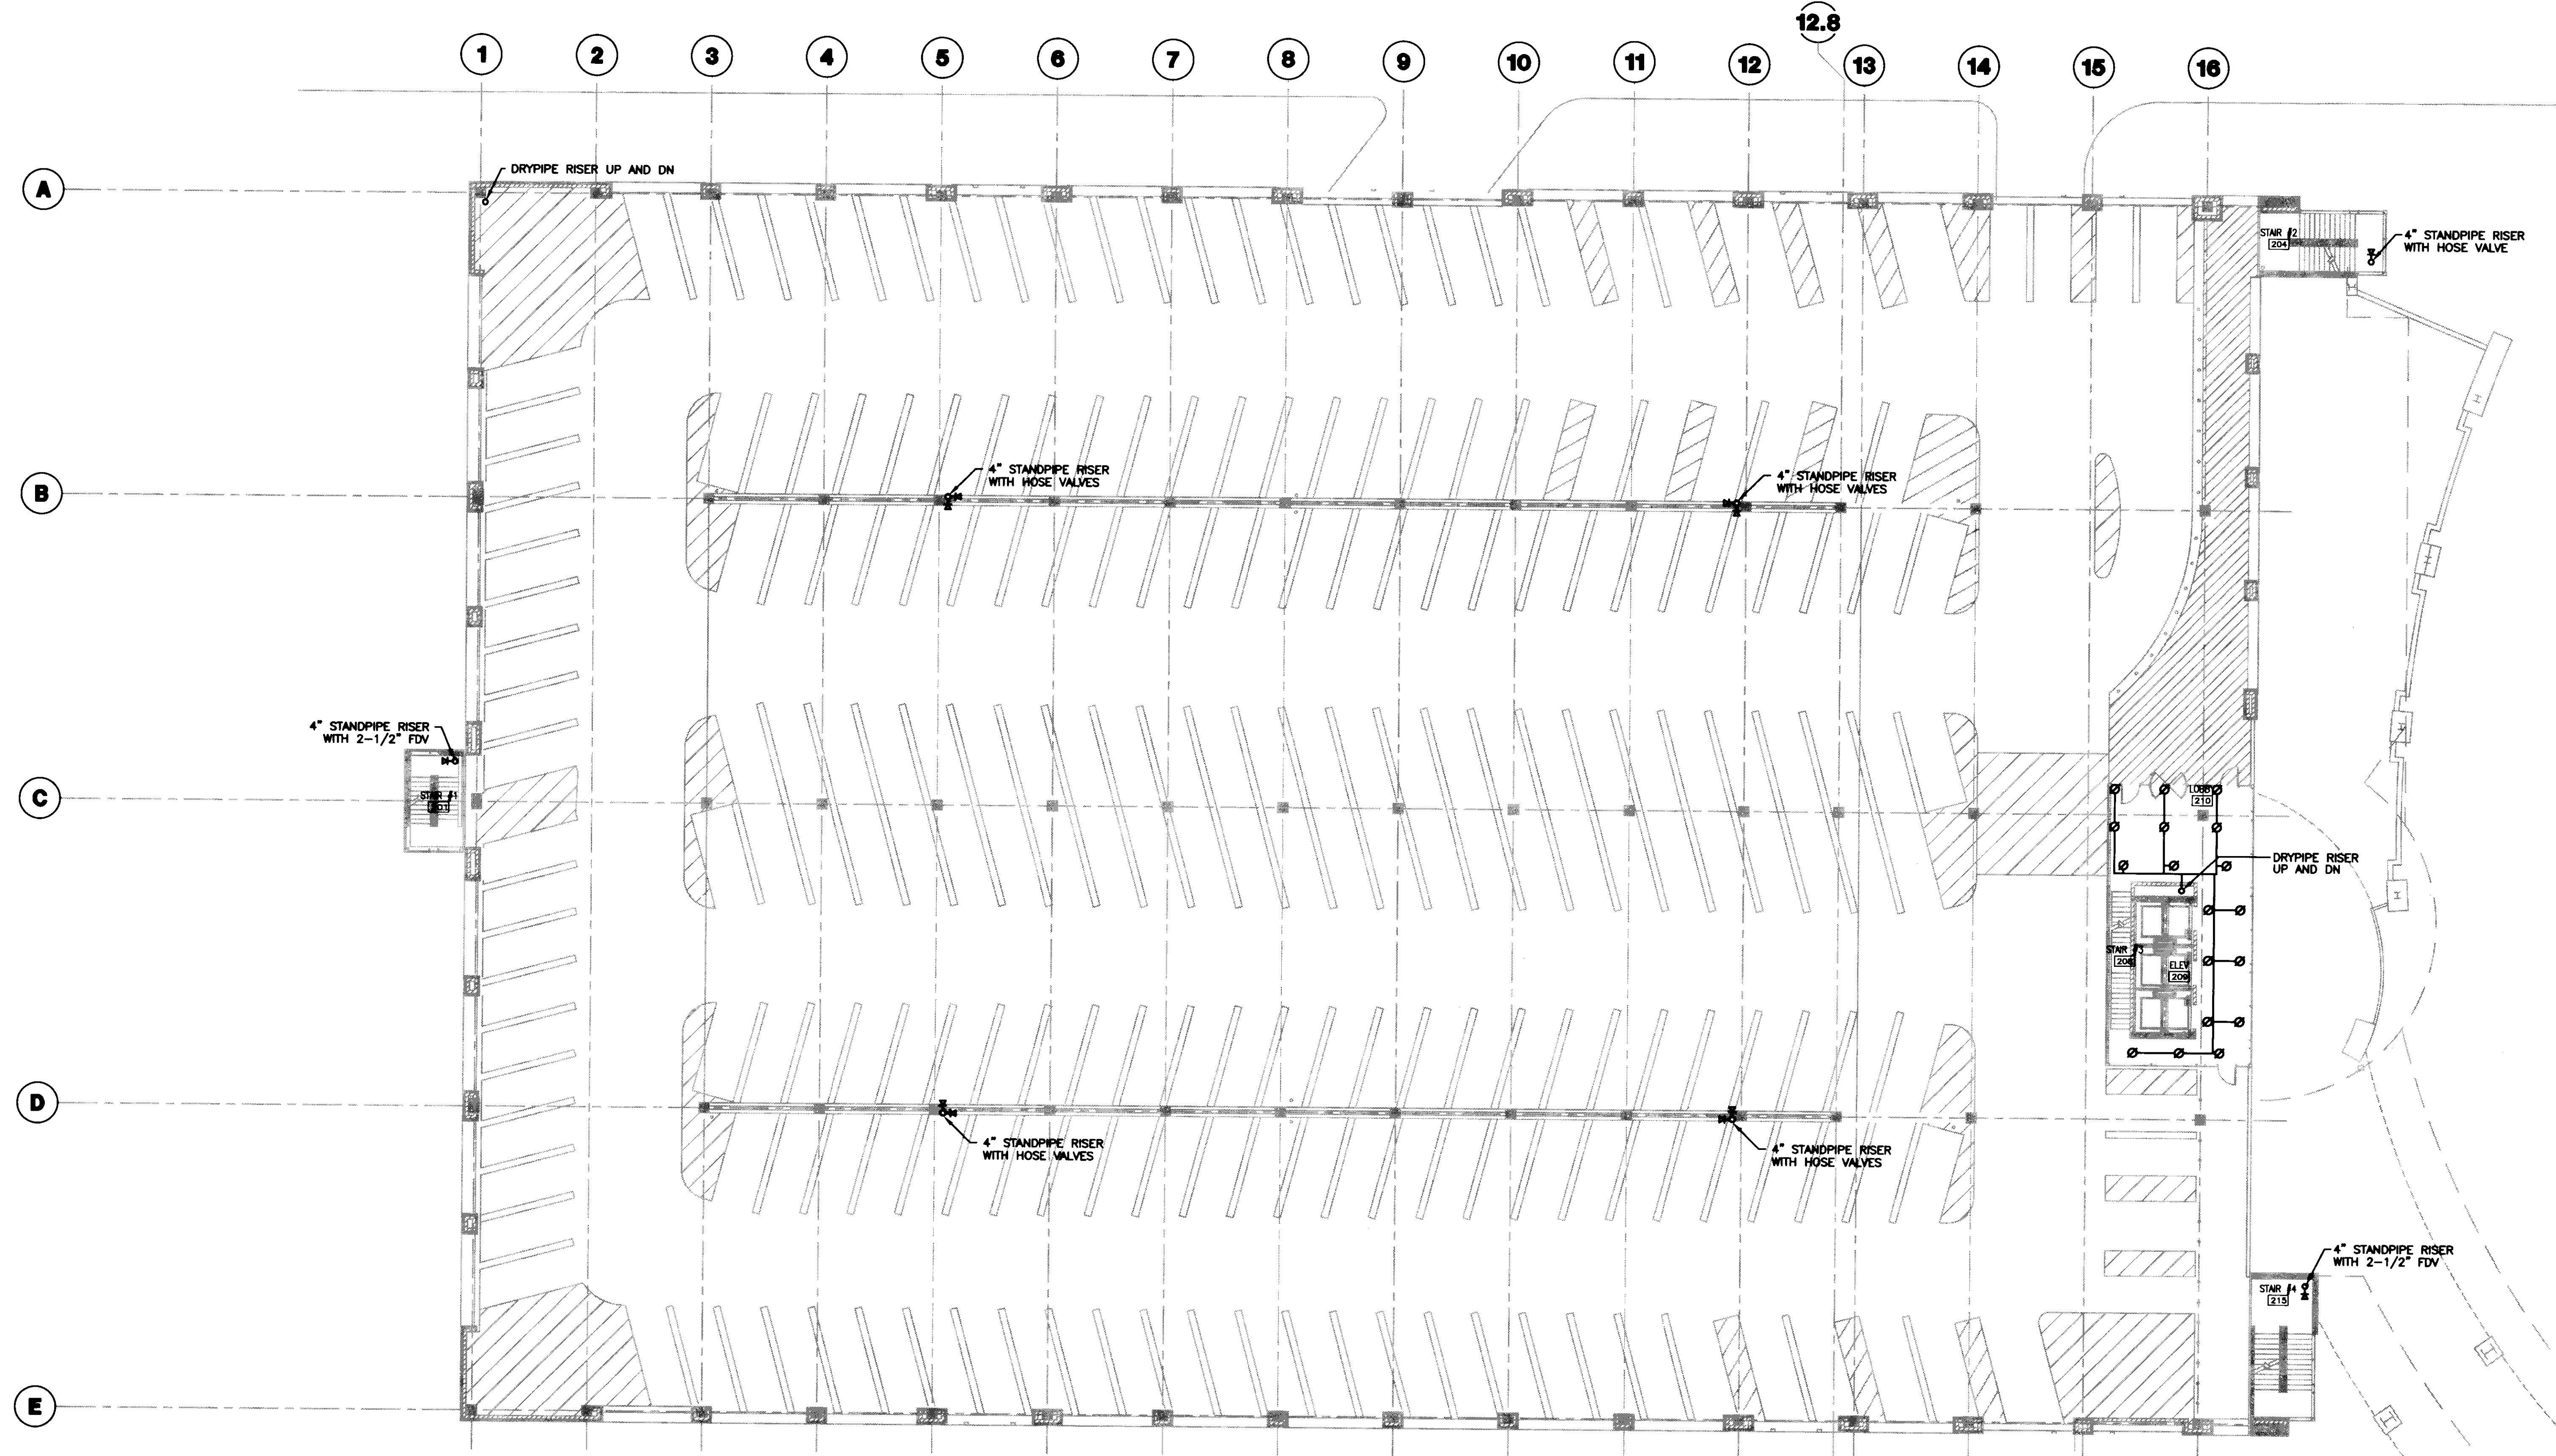 12.8
1
2
3
4
5
6
7
8
9
10
11
12
13
14
15
16
A
DRYPIPE RISER UP AND DN
STAIR #2
204
4" STANDPIPE RISER
WITH HOSE VALVE
B
4" STANDPIPE RISER
WITH HOSE VALVES
4" STANDPIPE RISER
WITH HOSE VALVES
4" STANDPIPE RISER
WITH 2-1/2" FDV
C
STAIR #1
201
LOBBY
210
DRYPIPE RISER
UP AND DN
STAIR #3
ELEV
209
D
4" STANDPIPE RISER
WITH HOSE VALVES
4" STANDPIPE RISER
WITH HOSE VALVES
4" STANDPIPE RISER
WITH 2-1/2" FDV
STAIR #4
215
E